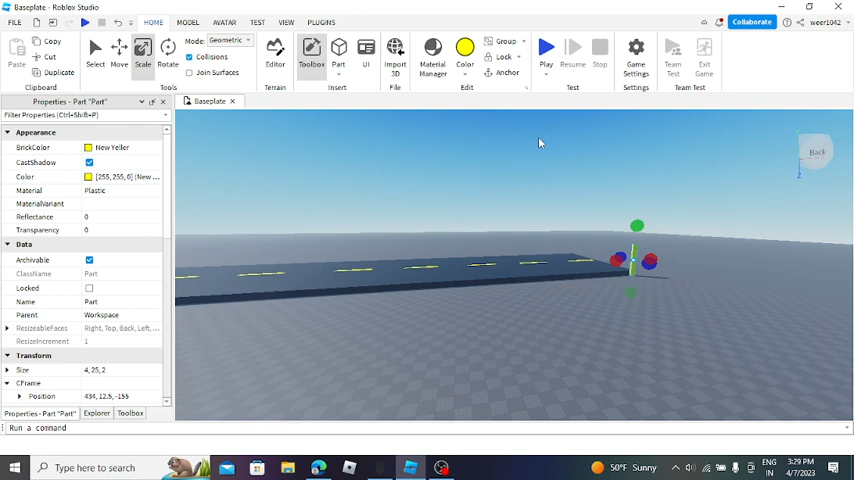 Baseplate - Roblox Studio
FILE HOME MODEL AVATAR TEST VIEW PLUGINS Collaborate weer1042
Paste Copy Cut Duplicate Select Move Scale Rotate Mode: Geometric Collisions Join Surfaces Editor Toolbox Part UI Import 3D Material Manager Color Group Lock Anchor Play Resume Stop Game Settings Team Test Exit Game
Clipboard Tools Terrain Insert File Edit Test Settings Team Test
Properties - Part "Part" Baseplate
Filter Properties (Ctrl+Shift+P)
Appearance
BrickColor New Yeller
CastShadow
Color [255, 255, 0] (New ...
Material Plastic
MaterialVariant
Reflectance 0
Transparency 0
Data
Archivable
ClassName Part
Locked
Name Part
Parent Workspace
ResizeableFaces Right, Top, Back, Left, ...
ResizeIncrement 1
Transform
Size 4, 25, 2
CFrame
Position 434, 12.5, -155
Back
Properties - Part "Part" Explorer Toolbox
Run a command
Type here to search 50°F Sunny ENG IN 3:29 PM 4/7/2023